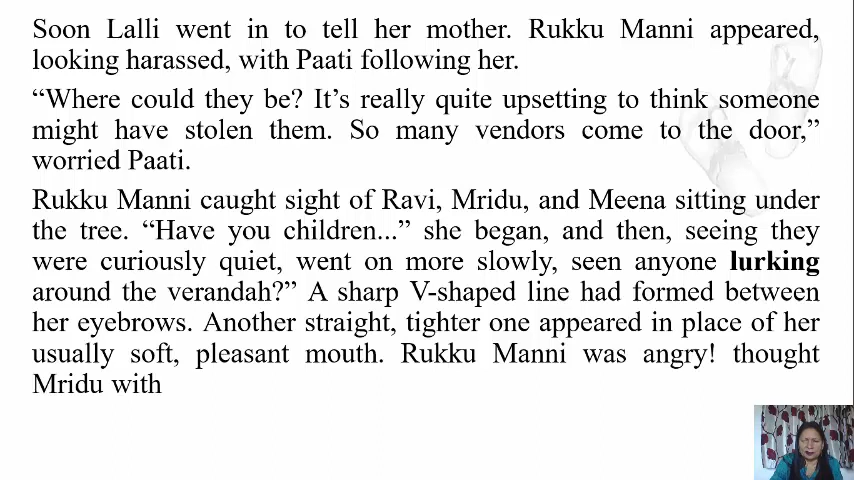 Soon Lalli went in to tell her mother. Rukku Manni appeared,
looking harassed, with Paati following her.
“Where could they be? It’s really quite upsetting to think someone
might have stolen them. So many vendors come to the door,”
worried Paati.
Rukku Manni caught sight of Ravi, Mridu, and Meena sitting under
the tree. “Have you children...” she began, and then, seeing they
were curiously quiet, went on more slowly, seen anyone lurking
around the verandah?” A sharp V-shaped line had formed between
her eyebrows. Another straight, tighter one appeared in place of her
usually soft, pleasant mouth. Rukku Manni was angry! thought
Mridu with